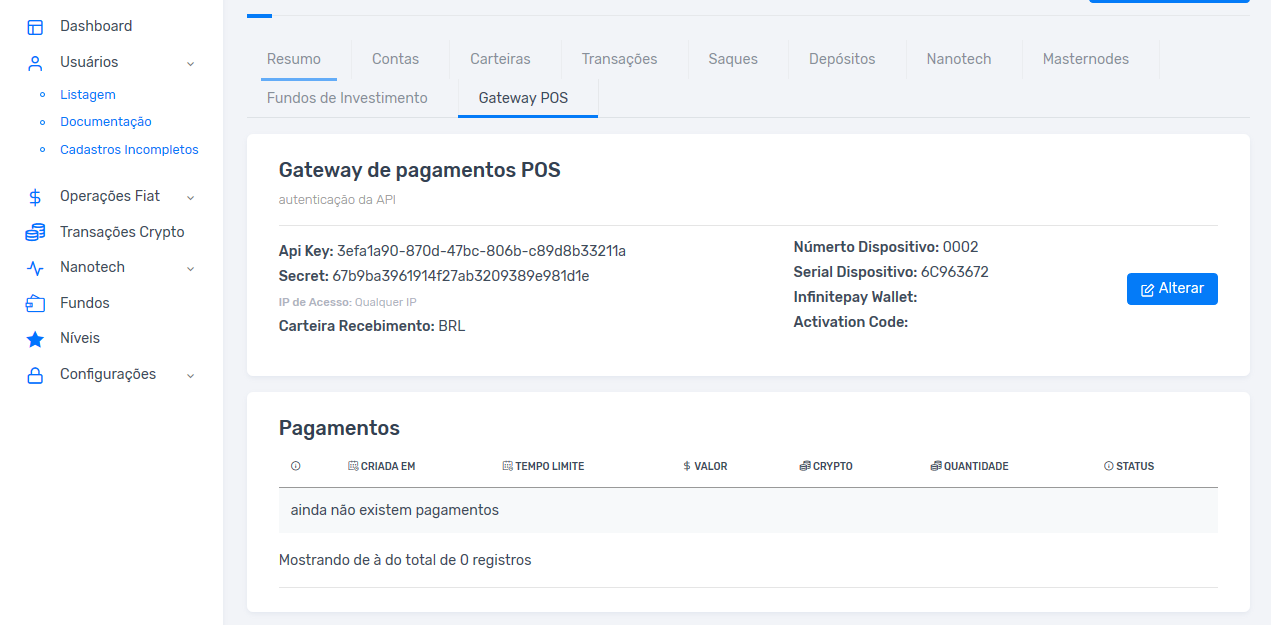 Dashboard
Usuários
Listagem
Documentação
Cadastros Incompletos
Operações Fiat
Transações Crypto
Nanotech
Fundos
Níveis
Configurações
Resumo
Contas
Carteiras
Transações
Saques
Depósitos
Nanotech
Masternodes
Fundos de Investimento
Gateway POS
Gateway de pagamentos POS
autenticação da API
Api Key: 3efa1a90-870d-47bc-806b-c89d8b33211a
Secret: 67b9ba3961914f27ab3209389e981d1e
IP de Acesso: Qualquer IP
Carteira Recebimento: BRL
Númerto Dispositivo: 0002
Serial Dispositivo: 6C963672
Infinitepay Wallet:
Activation Code:
Alterar
Pagamentos
CRIADA EM
TEMPO LIMITE
$ VALOR
CRYPTO
QUANTIDADE
STATUS
ainda não existem pagamentos
Mostrando de à do total de 0 registros